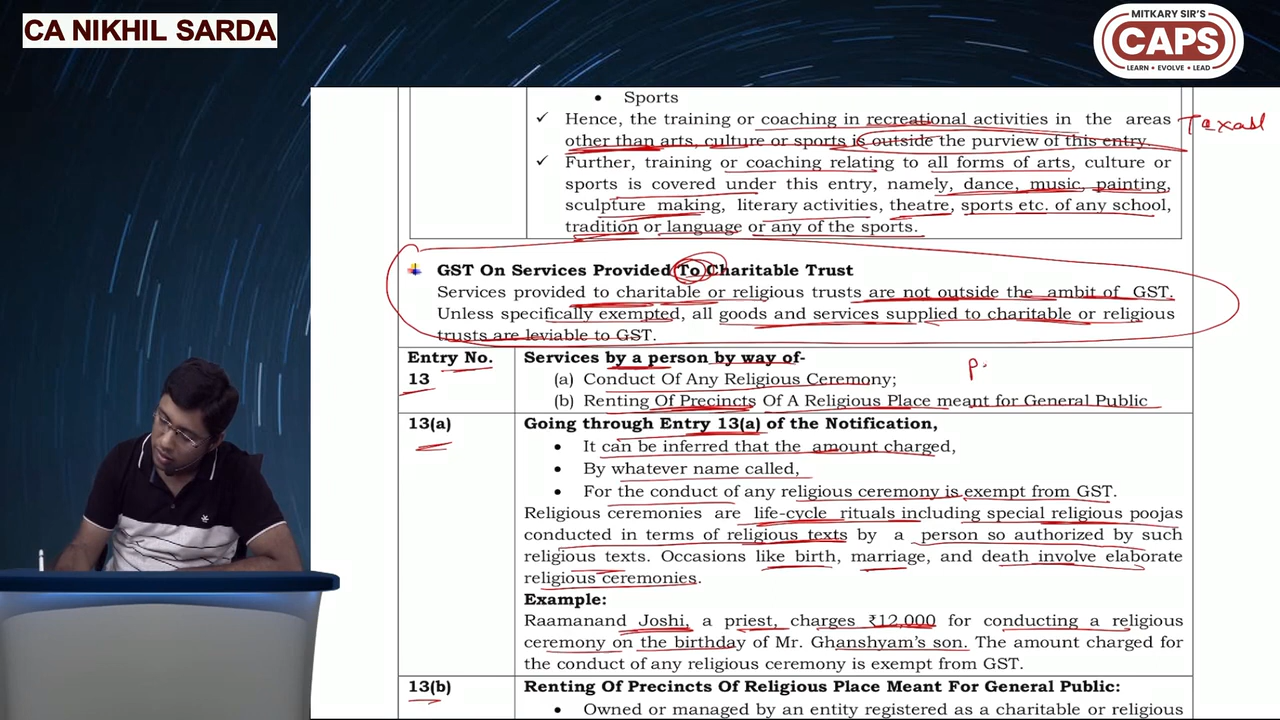 CA NIKHIL SARDA
MITKARY SIR'S
CAPS
LEARN • EVOLVE • LEAD
• Sports
✓ Hence, the training or coaching in recreational activities in the areas
other than arts, culture or sports is outside the purview of this entry.
✓ Further, training or coaching relating to all forms of arts, culture or
sports is covered under this entry, namely, dance, music, painting,
sculpture making, literary activities, theatre, sports etc. of any school,
tradition or language or any of the sports.
GST On Services Provided To Charitable Trust
Services provided to charitable or religious trusts are not outside the ambit of GST.
Unless specifically exempted, all goods and services supplied to charitable or religious
trusts are leviable to GST.
Entry No.
13
Services by a person by way of-
(a) Conduct Of Any Religious Ceremony;
(b) Renting Of Precincts Of A Religious Place meant for General Public
13(a)
Going through Entry 13(a) of the Notification,
• It can be inferred that the amount charged,
• By whatever name called,
• For the conduct of any religious ceremony is exempt from GST.
Religious ceremonies are life-cycle rituals including special religious poojas
conducted in terms of religious texts by a person so authorized by such
religious texts. Occasions like birth, marriage, and death involve elaborate
religious ceremonies.
Example:
Raamanand Joshi, a priest, charges ₹12,000 for conducting a religious
ceremony on the birthday of Mr. Ghanshyam's son. The amount charged for
the conduct of any religious ceremony is exempt from GST.
13(b)
Renting Of Precincts Of Religious Place Meant For General Public:
• Owned or managed by an entity registered as a charitable or religious